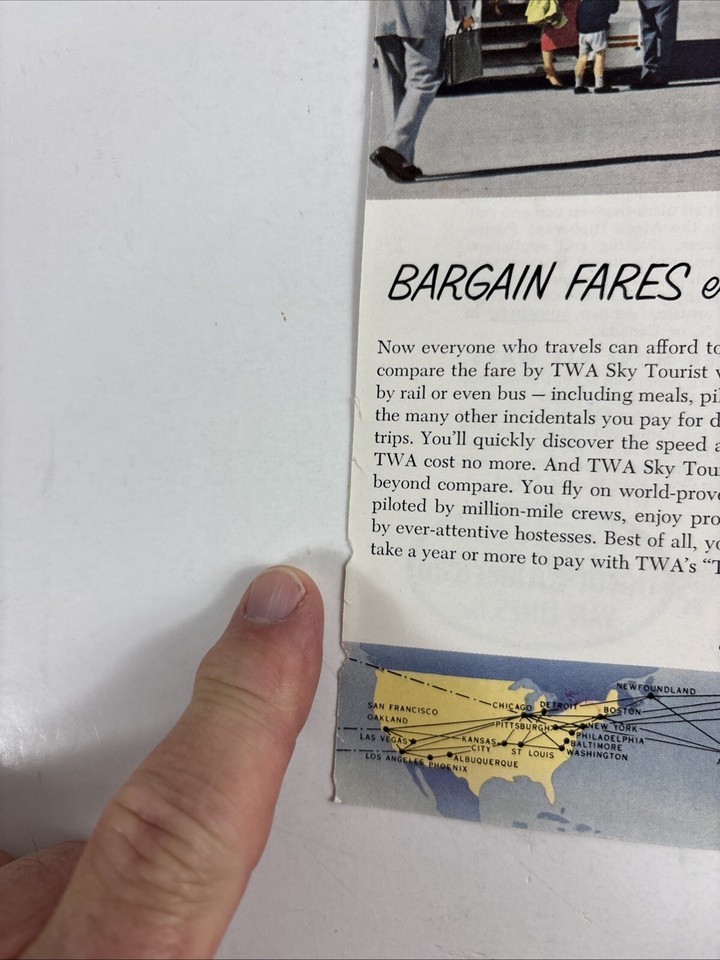 BARGAIN FARES
Now everyone who travels can afford to
compare the fare by TWA Sky Tourist
by rail or even bus — including meals,
the many other incidentals you pay for
trips. You'll quickly discover the speed
TWA cost no more. And TWA Sky
beyond compare. You fly on
piloted by million-mile crews, enjoy
by ever-attentive hostesses. Best of all,
take a year or more to pay with TWA's
NEWFOUNDLAND
SAN FRANCISCO
CHICAGO DETROIT
BOSTON
OAKLAND
PITTSBURGH
NEW YORK
PHILADELPHIA
LAS VEGAS
KANSAS CITY
ST LOUIS
BALTIMORE
WASHINGTON
LOS ANGELES
PHOENIX
ALBUQUERQUE